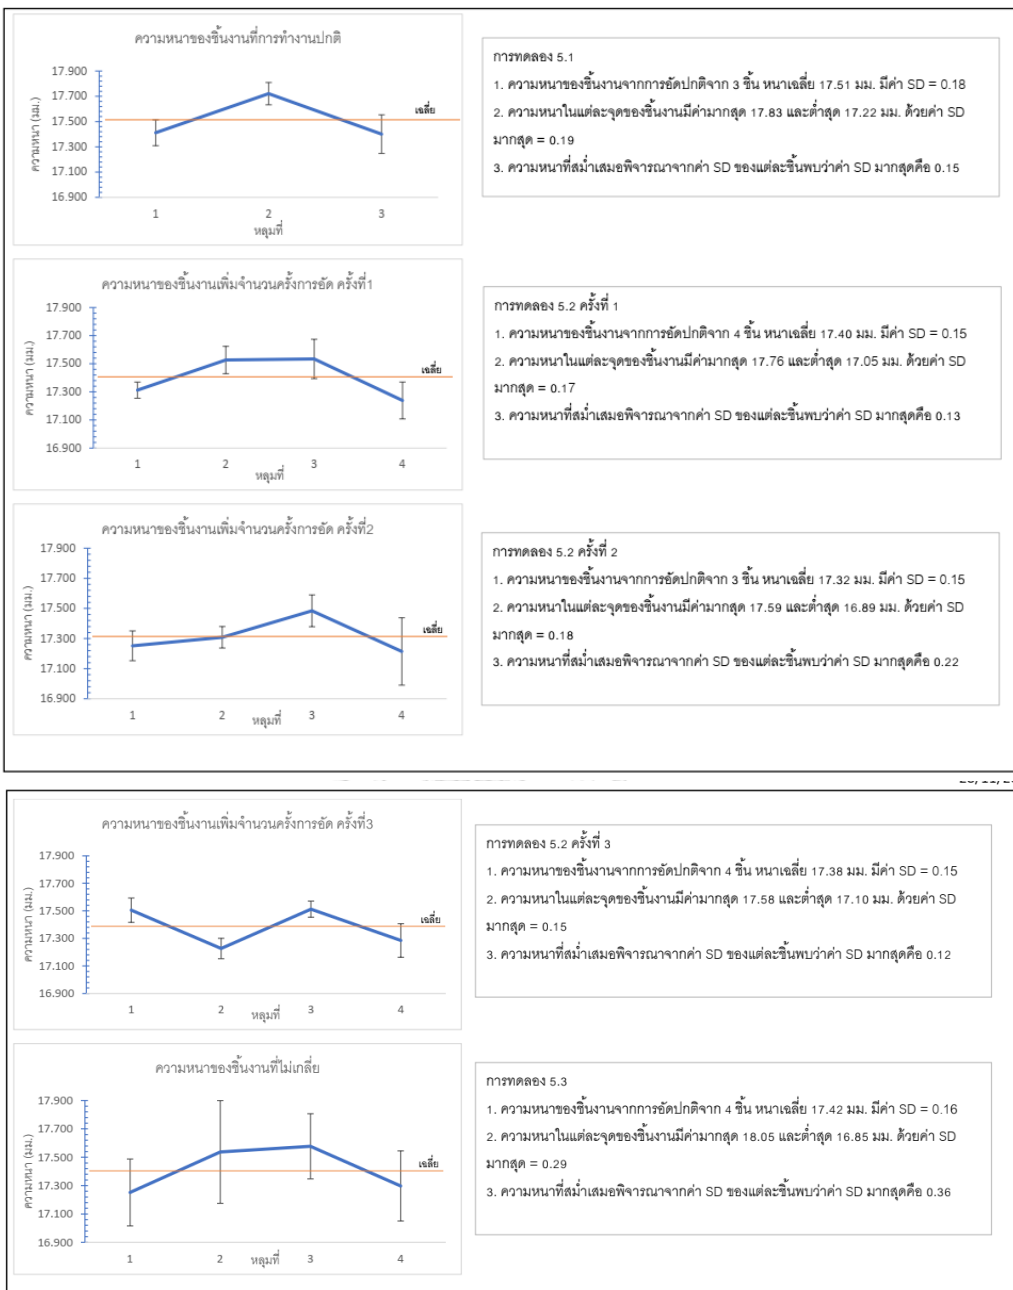 ความหนาของชิ้นงานที่การทำงานปกติ
ความหนา (มม.)
17.900
17.700
17.500
17.300
17.100
16.900
เฉลี่ย
1 2 3
หลุมที่
การทดลอง 5.1
1. ความหนาของชิ้นงานจากการอัดปกติจาก 3 ชิ้น หนาเฉลี่ย 17.51 มม. มีค่า SD = 0.18
2. ความหนาในแต่ละจุดของชิ้นงานมีค่ามากสุด 17.83 และต่ำสุด 17.22 มม. ด้วยค่า SD
มากสุด = 0.19
3. ความหนาที่สม่ำเสมอพิจารณาจากค่า SD ของแต่ละชิ้นพบว่าค่า SD มากสุดคือ 0.15
ความหนาของชิ้นงานเพิ่มจำนวนครั้งการอัด ครั้งที่1
ความหนา (มม.)
17.900
17.700
17.500
17.300
17.100
16.900
เฉลี่ย
1 2 3 4
หลุมที่
การทดลอง 5.2 ครั้งที่ 1
1. ความหนาของชิ้นงานจากการอัดปกติจาก 4 ชิ้น หนาเฉลี่ย 17.40 มม. มีค่า SD = 0.15
2. ความหนาในแต่ละจุดของชิ้นงานมีค่ามากสุด 17.76 และต่ำสุด 17.05 มม. ด้วยค่า SD
มากสุด = 0.17
3. ความหนาที่สม่ำเสมอพิจารณาจากค่า SD ของแต่ละชิ้นพบว่าค่า SD มากสุดคือ 0.13
ความหนาของชิ้นงานเพิ่มจำนวนครั้งการอัด ครั้งที่2
ความหนา (มม.)
17.900
17.700
17.500
17.300
17.100
16.900
เฉลี่ย
1 2 3 4
หลุมที่
การทดลอง 5.2 ครั้งที่ 2
1. ความหนาของชิ้นงานจากการอัดปกติจาก 3 ชิ้น หนาเฉลี่ย 17.32 มม. มีค่า SD = 0.15
2. ความหนาในแต่ละจุดของชิ้นงานมีค่ามากสุด 17.59 และต่ำสุด 16.89 มม. ด้วยค่า SD
มากสุด = 0.18
3. ความหนาที่สม่ำเสมอพิจารณาจากค่า SD ของแต่ละชิ้นพบว่าค่า SD มากสุดคือ 0.22
ความหนาของชิ้นงานเพิ่มจำนวนครั้งการอัด ครั้งที่3
ความหนา (มม.)
17.900
17.700
17.500
17.300
17.100
16.900
เฉลี่ย
1 2 3 4
หลุมที่
การทดลอง 5.2 ครั้งที่ 3
1. ความหนาของชิ้นงานจากการอัดปกติจาก 4 ชิ้น หนาเฉลี่ย 17.38 มม. มีค่า SD = 0.15
2. ความหนาในแต่ละจุดของชิ้นงานมีค่ามากสุด 17.58 และต่ำสุด 17.10 มม. ด้วยค่า SD
มากสุด = 0.15
3. ความหนาที่สม่ำเสมอพิจารณาจากค่า SD ของแต่ละชิ้นพบว่าค่า SD มากสุดคือ 0.12
ความหนาของชิ้นงานที่ไม่เกลี่ย
ความหนา (มม.)
17.900
17.700
17.500
17.300
17.100
16.900
เฉลี่ย
1 2 3 4
หลุมที่
การทดลอง 5.3
1. ความหนาของชิ้นงานจากการอัดปกติจาก 4 ชิ้น หนาเฉลี่ย 17.42 มม. มีค่า SD = 0.16
2. ความหนาในแต่ละจุดของชิ้นงานมีค่ามากสุด 18.05 และต่ำสุด 16.85 มม. ด้วยค่า SD
มากสุด = 0.29
3. ความหนาที่สม่ำเสมอพิจารณาจากค่า SD ของแต่ละชิ้นพบว่าค่า SD มากสุดคือ 0.36